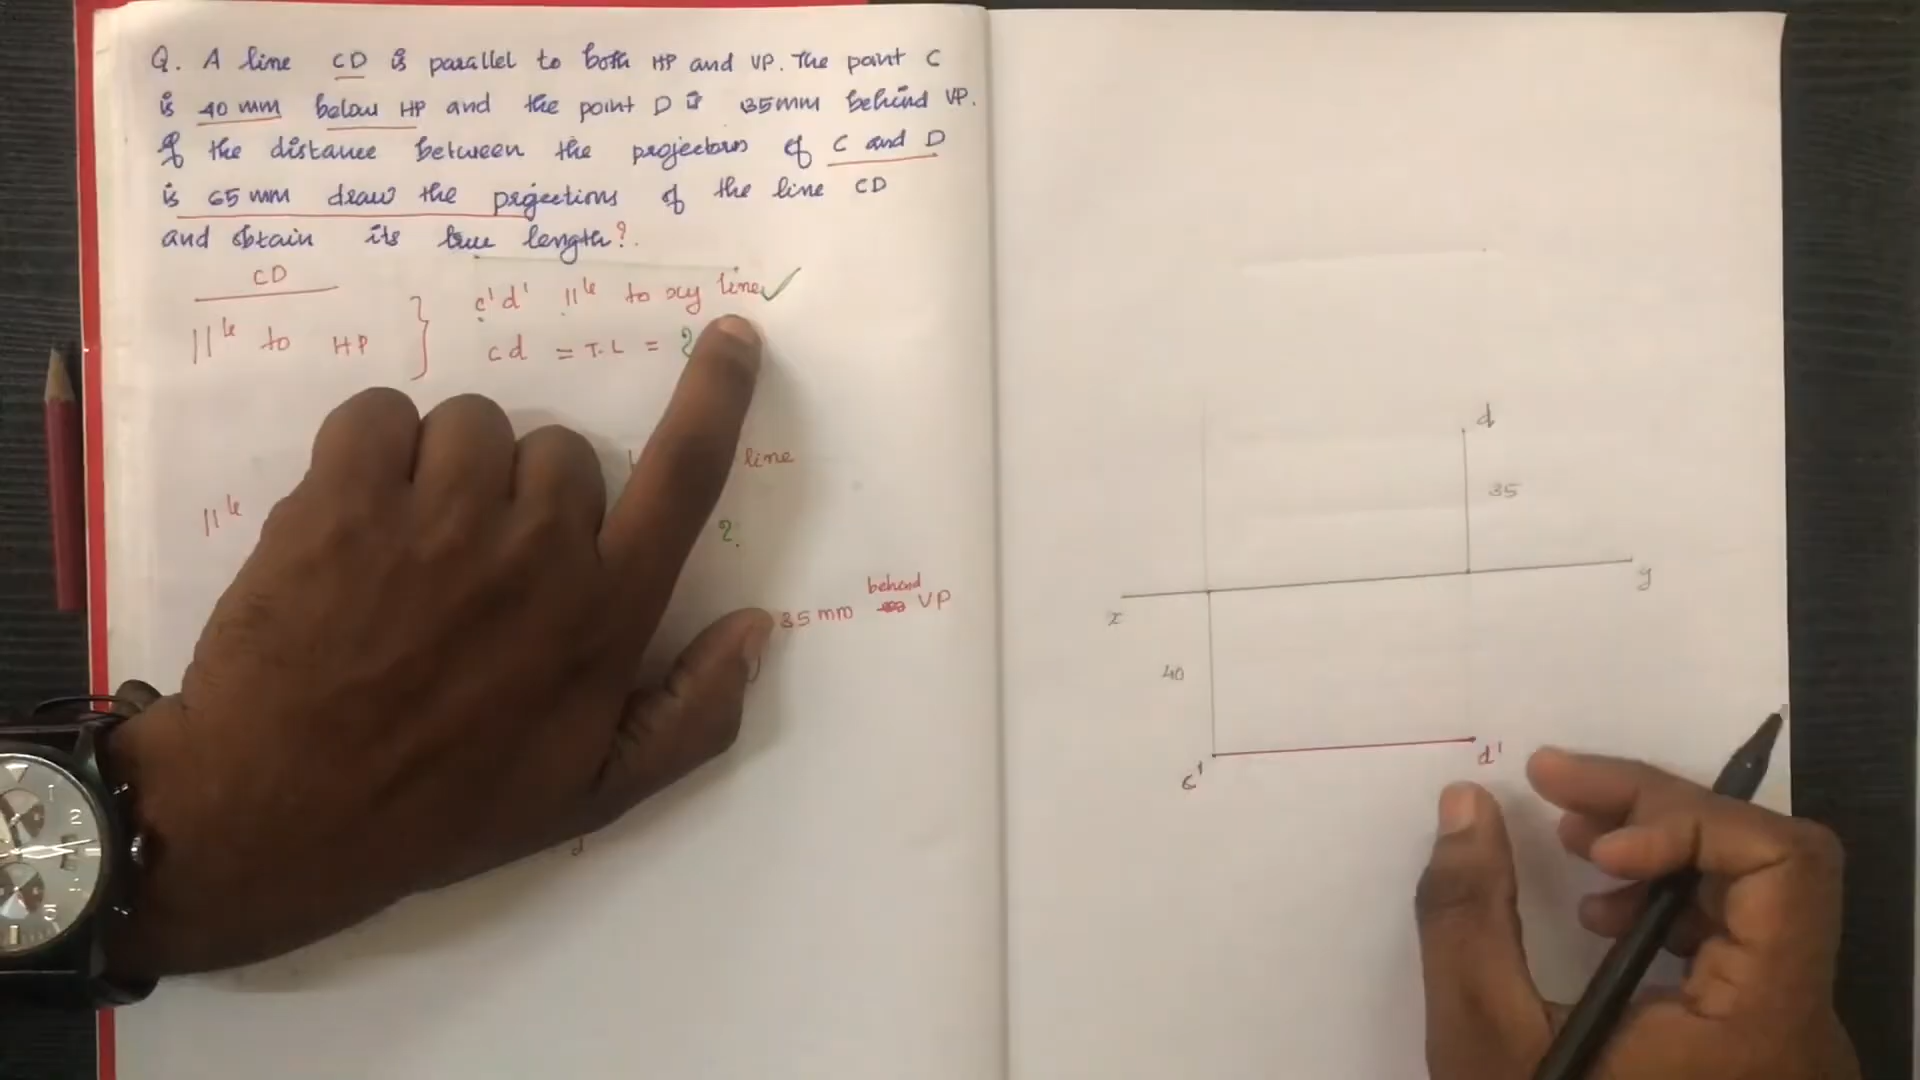 Q. A line CD is parallel to both HP and VP. The point C
is 40 mm below HP and the point D is 35mm behind VP.
If the distance between the projectors of C and D
is 65 mm draw the projections of the line CD
and obtain its true length?.
CD
c'd' ||le to xy line ✓
||le to HP }
cd = T.L = ?
line
||le
?
35 mm behind VP
d
d
35
x
y
40
c'
d'